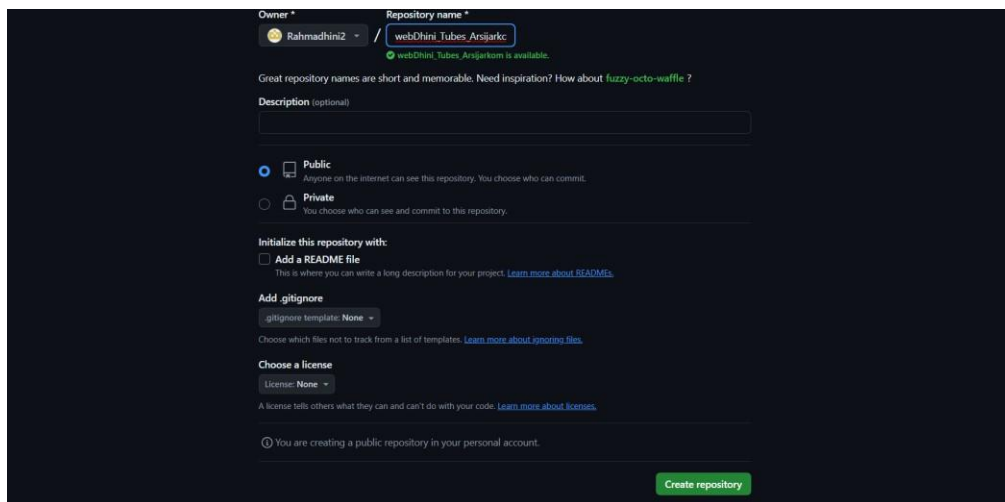 Owner * Repository name *
Rahmadhini2 / webDhini_Tubes_Arsijarkc
webDhini_Tubes_Arsijarkom is available.
Great repository names are short and memorable. Need inspiration? How about fuzzy-octo-waffle ?
Description (optional)
Public
Anyone on the internet can see this repository. You choose who can commit.
Private
You choose who can see and commit to this repository.
Initialize this repository with:
Add a README file
This is where you can write a long description for your project. Learn more about READMEs.
Add .gitignore
.gitignore template: None
Choose which files not to track from a list of templates. Learn more about ignoring files.
Choose a license
License: None
A license tells others what they can and can't do with your code. Learn more about licenses.
You are creating a public repository in your personal account.
Create repository